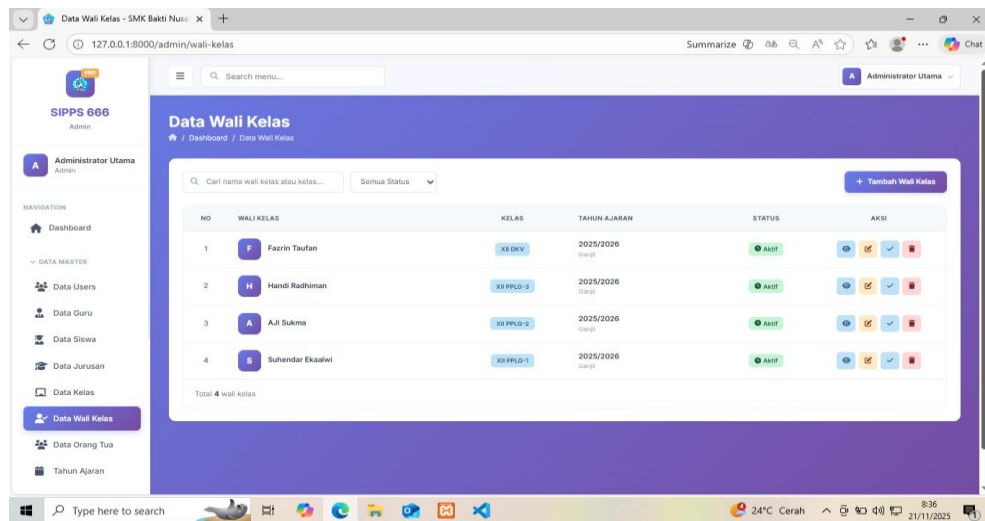 Data Wali Kelas - SMK Bakti Nusa
127.0.0.1:8000/admin/wali-kelas
Summarize
Chat
PRO
SIPPS 666
Admin
Search menu...
A Administrator Utama
A Administrator Utama
Admin
NAVIGATION
Dashboard
DATA MASTER
Data Users
Data Guru
Data Siswa
Data Jurusan
Data Kelas
Data Wali Kelas
Data Orang Tua
Tahun Ajaran
Data Wali Kelas
/ Dashboard / Data Wali Kelas
Cari nama wali kelas atau kelas...
Semua Status
+ Tambah Wali Kelas
NO WALI KELAS KELAS TAHUN AJARAN STATUS AKSI
1 F Fazrin Taufan XII DKV 2025/2026 Aktif
Ganjil
2 H Handi Radhiman XII PPLG-3 2025/2026 Aktif
Ganjil
3 A AJi Sukma XII PPLG-2 2025/2026 Aktif
Ganjil
4 S Suhendar Ekaalwi XII PPLG-1 2025/2026 Aktif
Ganjil
Total 4 wali kelas
Type here to search
24°C Cerah
8:36
21/11/2025